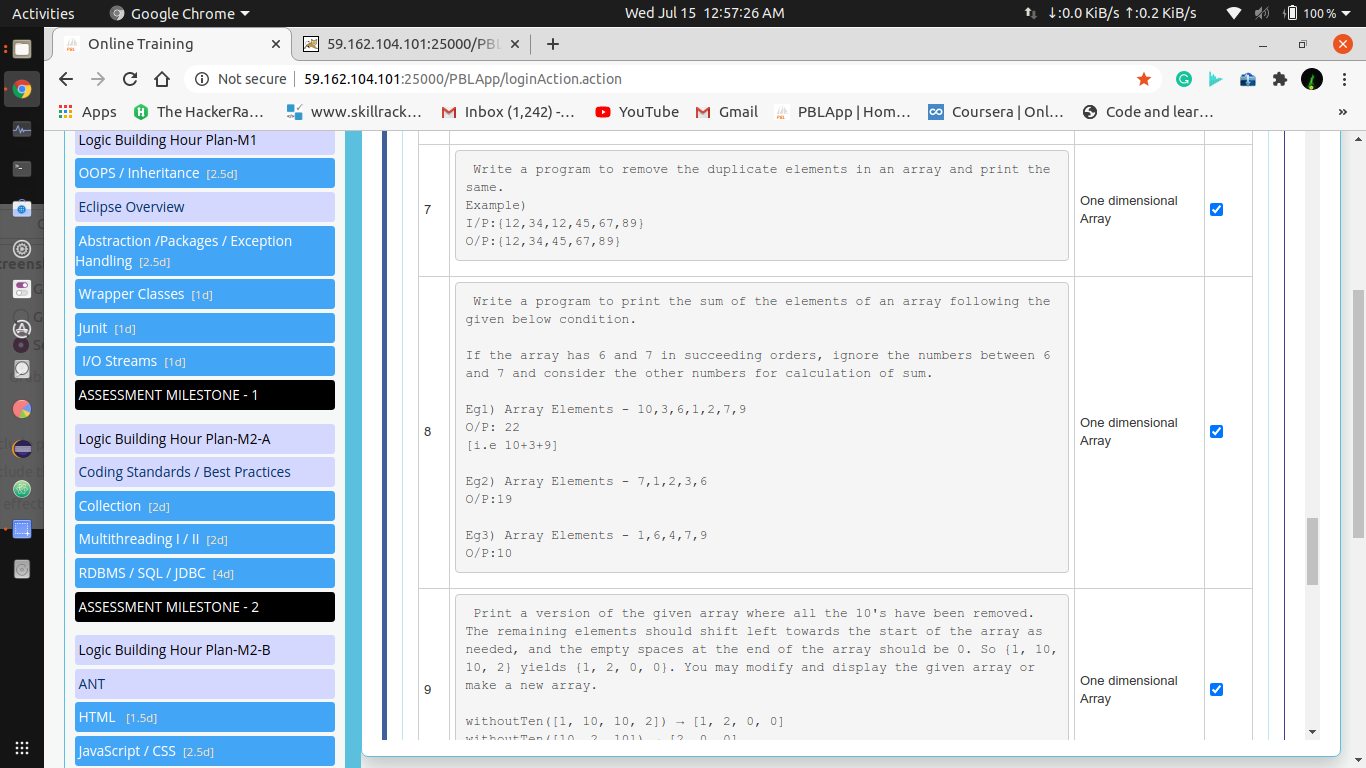 Activities
Google Chrome
Wed Jul 15 12:57:26 AM
↓:0.0 KiB/s ↑:0.2 KiB/s
100 %
Online Training
59.162.104.101:25000/PBL
Not secure
59.162.104.101:25000/PBLApp/loginAction.action
Apps
The HackerRa...
www.skillrack...
Inbox (1,242) -...
YouTube
Gmail
PBLApp | Hom...
Coursera | Onl...
Code and lear...
»
Logic Building Hour Plan-M1
OOPS / Inheritance [2.5d]
Eclipse Overview
Abstraction /Packages / Exception
Handling [2.5d]
Wrapper Classes [1d]
Junit [1d]
I/O Streams [1d]
ASSESSMENT MILESTONE - 1
Logic Building Hour Plan-M2-A
Coding Standards / Best Practices
Collection [2d]
Multithreading I / II [2d]
RDBMS / SQL / JDBC [4d]
ASSESSMENT MILESTONE - 2
Logic Building Hour Plan-M2-B
ANT
HTML [1.5d]
JavaScript / CSS [2.5d]
7
Write a program to remove the duplicate elements in an array and print the
same.
Example)
I/P:{12,34,12,45,67,89}
O/P:{12,34,45,67,89}
One dimensional
Array
8
Write a program to print the sum of the elements of an array following the
given below condition.
If the array has 6 and 7 in succeeding orders, ignore the numbers between 6
and 7 and consider the other numbers for calculation of sum.
Eg1) Array Elements - 10,3,6,1,2,7,9
O/P: 22
[i.e 10+3+9]
Eg2) Array Elements - 7,1,2,3,6
O/P:19
Eg3) Array Elements - 1,6,4,7,9
O/P:10
One dimensional
Array
9
Print a version of the given array where all the 10's have been removed.
The remaining elements should shift left towards the start of the array as
needed, and the empty spaces at the end of the array should be 0. So {1, 10,
10, 2} yields {1, 2, 0, 0}. You may modify and display the given array or
make a new array.
withoutTen([1, 10, 10, 2]) → [1, 2, 0, 0]
withoutTen([10, 2, 10]) → [2, 0, 0]
One dimensional
Array